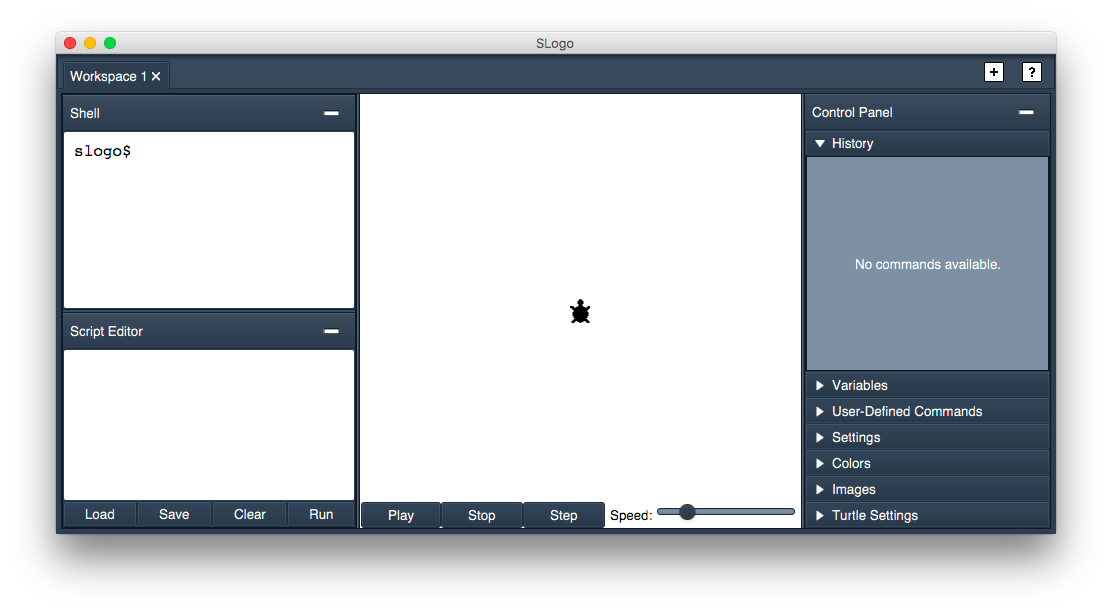 SLogo
Workspace 1 ×
+
?
Shell
slogo$
Script Editor
Load
Save
Clear
Run
Play
Stop
Step
Speed:
Control Panel
History
No commands available.
Variables
User-Defined Commands
Settings
Colors
Images
Turtle Settings